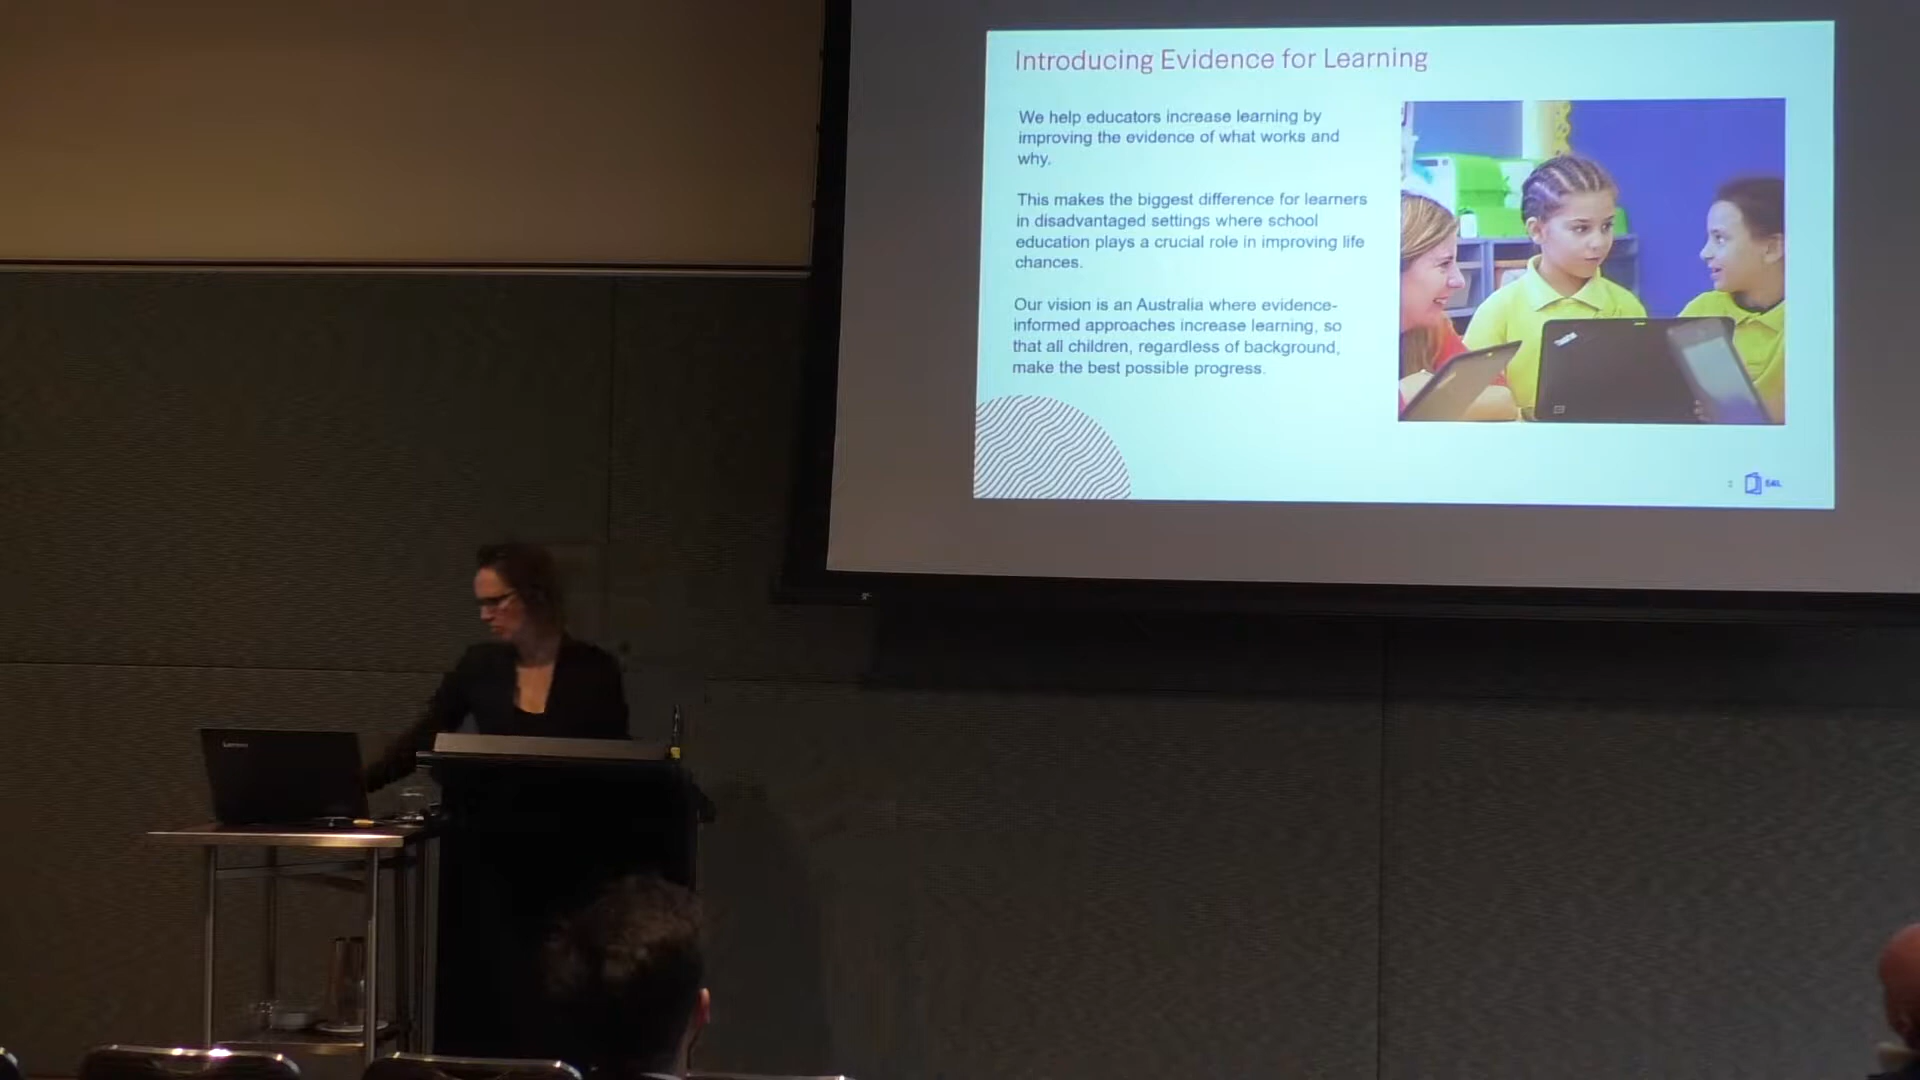 Introducing Evidence for Learning
We help educators increase learning by
improving the evidence of what works and
why.
This makes the biggest difference for learners
in disadvantaged settings where school
education plays a crucial role in improving life
chances.
Our vision is an Australia where evidence-
informed approaches increase learning, so
that all children, regardless of background,
make the best possible progress.
E4L
Lenovo